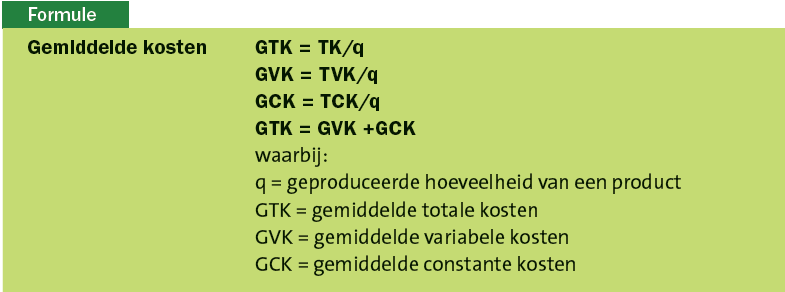 Formule
Gemiddelde kosten GTK = TK/q
GVK = TVK/q
GCK = TCK/q
GTK = GVK +GCK
waarbij:
q = geproduceerde hoeveelheid van een product
GTK = gemiddelde totale kosten
GVK = gemiddelde variabele kosten
GCK = gemiddelde constante kosten